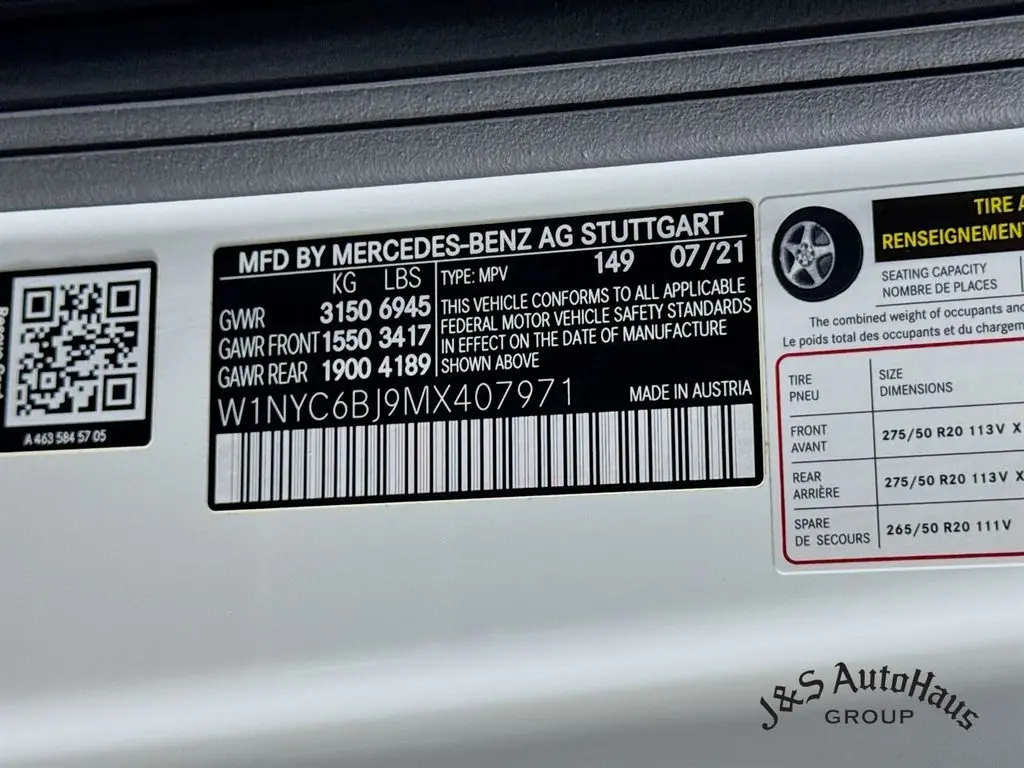 Rescue Card
A 463 584 57 05
MFD BY MERCEDES-BENZ AG STUTTGART
KG LBS
GVWR 3150 6945
GAWR FRONT 1550 3417
GAWR REAR 1900 4189
TYPE: MPV 149 07/21
THIS VEHICLE CONFORMS TO ALL APPLICABLE
FEDERAL MOTOR VEHICLE SAFETY STANDARDS
IN EFFECT ON THE DATE OF MANUFACTURE
SHOWN ABOVE
W1NYC6BJ9MX407971 MADE IN AUSTRIA
TIRE A
RENSEIGNEMENT
SEATING CAPACITY
NOMBRE DE PLACES
The combined weight of occupants and
Le poids total des occupants et du chargem
TIRE
PNEU
SIZE
DIMENSIONS
FRONT
AVANT
275/50 R20 113V X
REAR
ARRIÈRE
275/50 R20 113V X
SPARE
DE SECOURS
265/50 R20 111V
J&S AutoHaus
GROUP